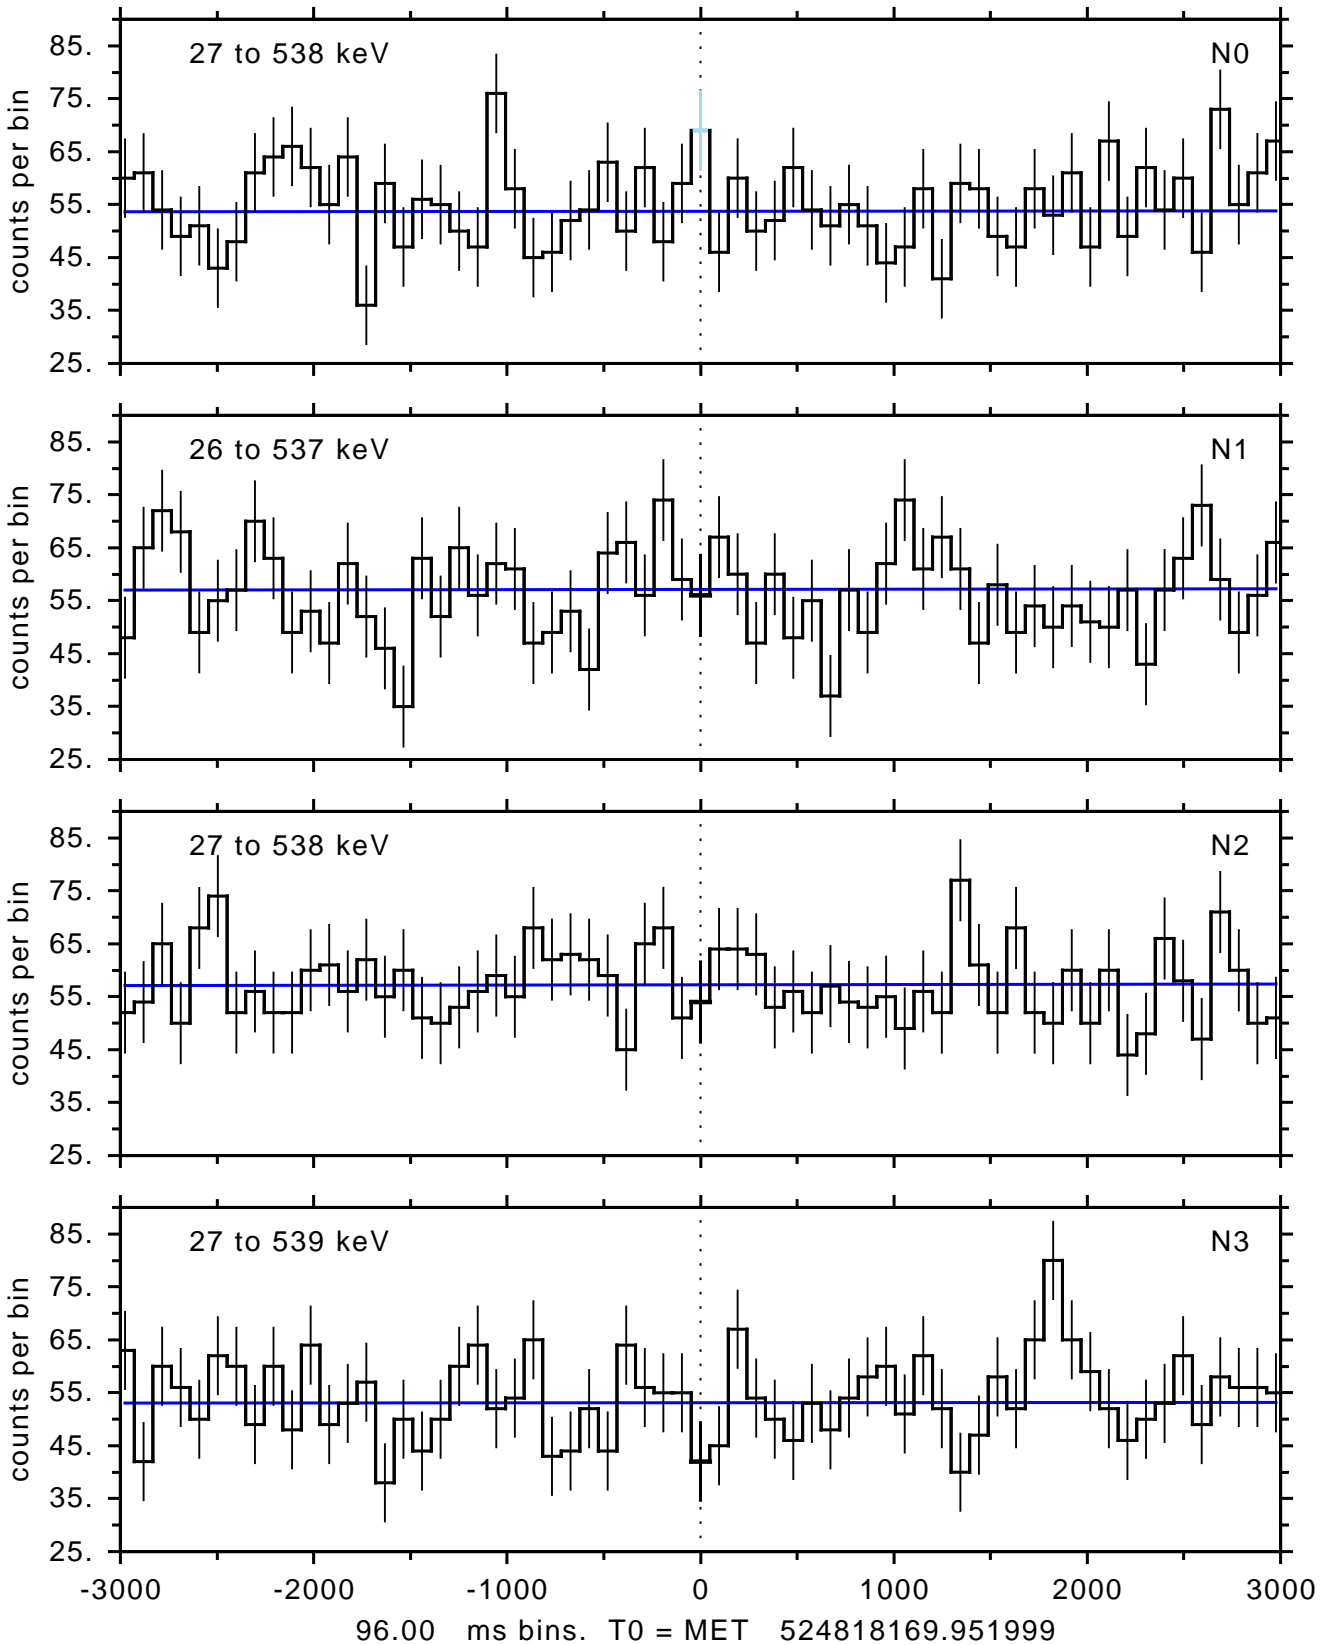 27 to 538 keV N0
85.
75.
65.
55.
45.
35.
25.
counts per bin
26 to 537 keV N1
85.
75.
65.
55.
45.
35.
25.
counts per bin
27 to 538 keV N2
85.
75.
65.
55.
45.
35.
25.
counts per bin
27 to 539 keV N3
85.
75.
65.
55.
45.
35.
25.
counts per bin
-3000 -2000 -1000 0 1000 2000 3000
96.00 ms bins. T0 = MET 524818169.951999